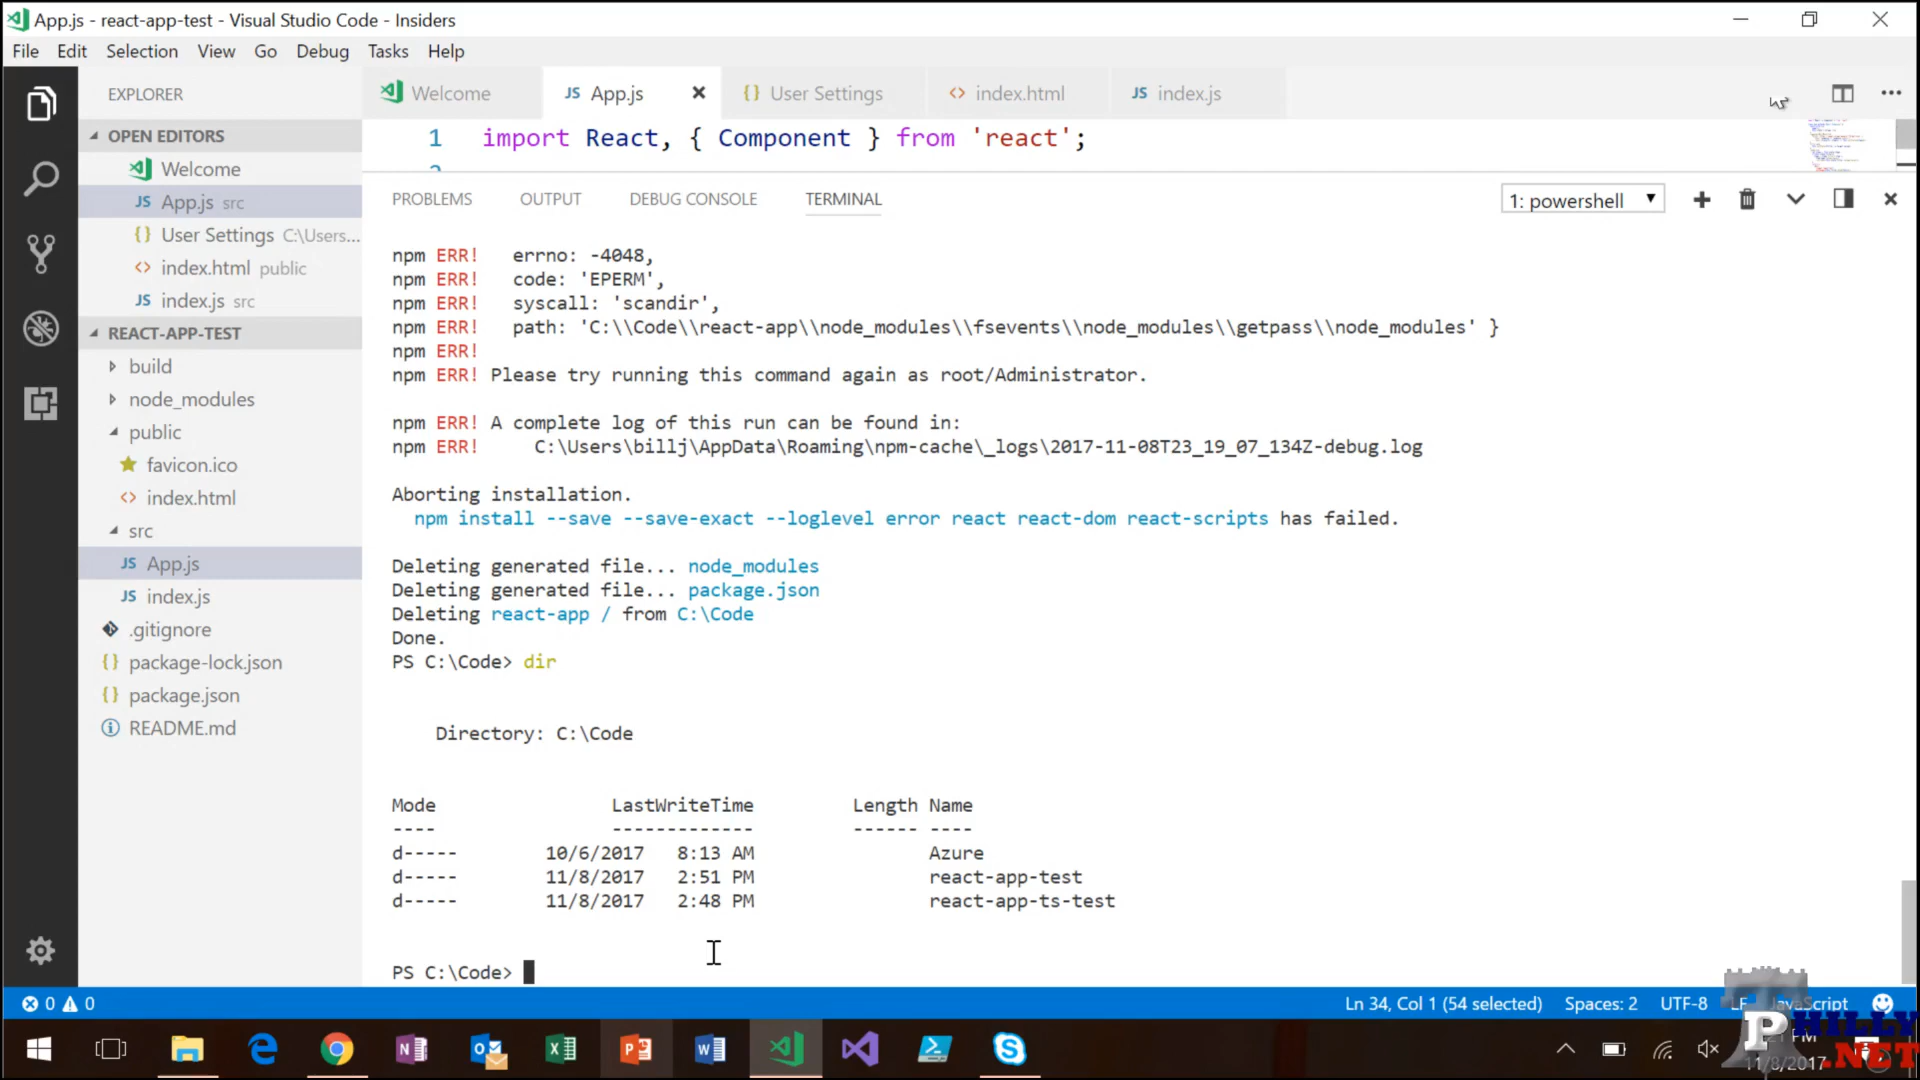 App.js - react-app-test - Visual Studio Code - Insiders
File Edit Selection View Go Debug Tasks Help
EXPLORER
OPEN EDITORS
Welcome
App.js src
User Settings C:\Users...
index.html public
index.js src
REACT-APP-TEST
build
node_modules
public
favicon.ico
index.html
src
App.js
index.js
.gitignore
package-lock.json
package.json
README.md
Welcome App.js User Settings index.html index.js
1 import React, { Component } from 'react';
PROBLEMS OUTPUT DEBUG CONSOLE TERMINAL 1: powershell
npm ERR! errno: -4048,
npm ERR! code: 'EPERM',
npm ERR! syscall: 'scandir',
npm ERR! path: 'C:\\Code\\react-app\\node_modules\\fsevents\\node_modules\\getpass\\node_modules' }
npm ERR!
npm ERR! Please try running this command again as root/Administrator.
npm ERR! A complete log of this run can be found in:
npm ERR! C:\Users\billj\AppData\Roaming\npm-cache\_logs\2017-11-08T23_19_07_134Z-debug.log
Aborting installation.
npm install --save --save-exact --loglevel error react react-dom react-scripts has failed.
Deleting generated file... node_modules
Deleting generated file... package.json
Deleting react-app / from C:\Code
Done.
PS C:\Code> dir
Directory: C:\Code
Mode LastWriteTime Length Name
---- ------------- ------ ----
d----- 10/6/2017 8:13 AM Azure
d----- 11/8/2017 2:51 PM react-app-test
d----- 11/8/2017 2:48 PM react-app-ts-test
PS C:\Code>
0 0 Ln 34, Col 1 (54 selected) Spaces: 2 UTF-8 LF JavaScript
PHILLY
.NET
PM
11/8/2017